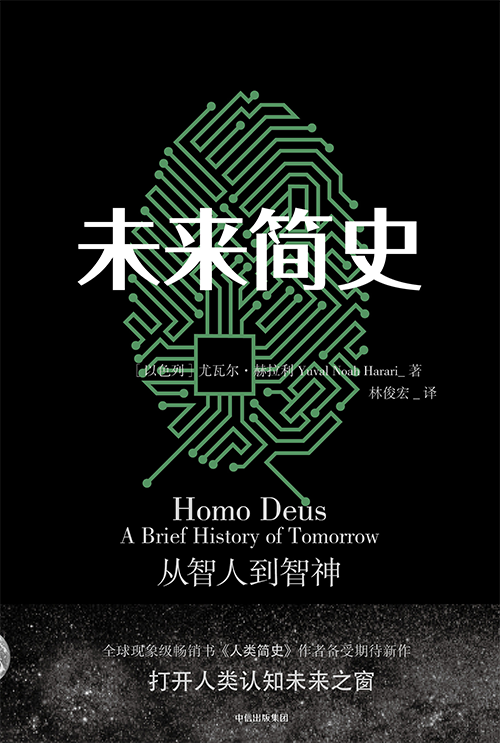 未来简史
[以色列]尤瓦尔·赫拉利 Yuval Noah Harari_著
林俊宏_译
Homo Deus
A Brief History of Tomorrow
从智人到智神
全球现象级畅销书《人类简史》作者备受期待新作
打开人类认知未来之窗
中信出版集团